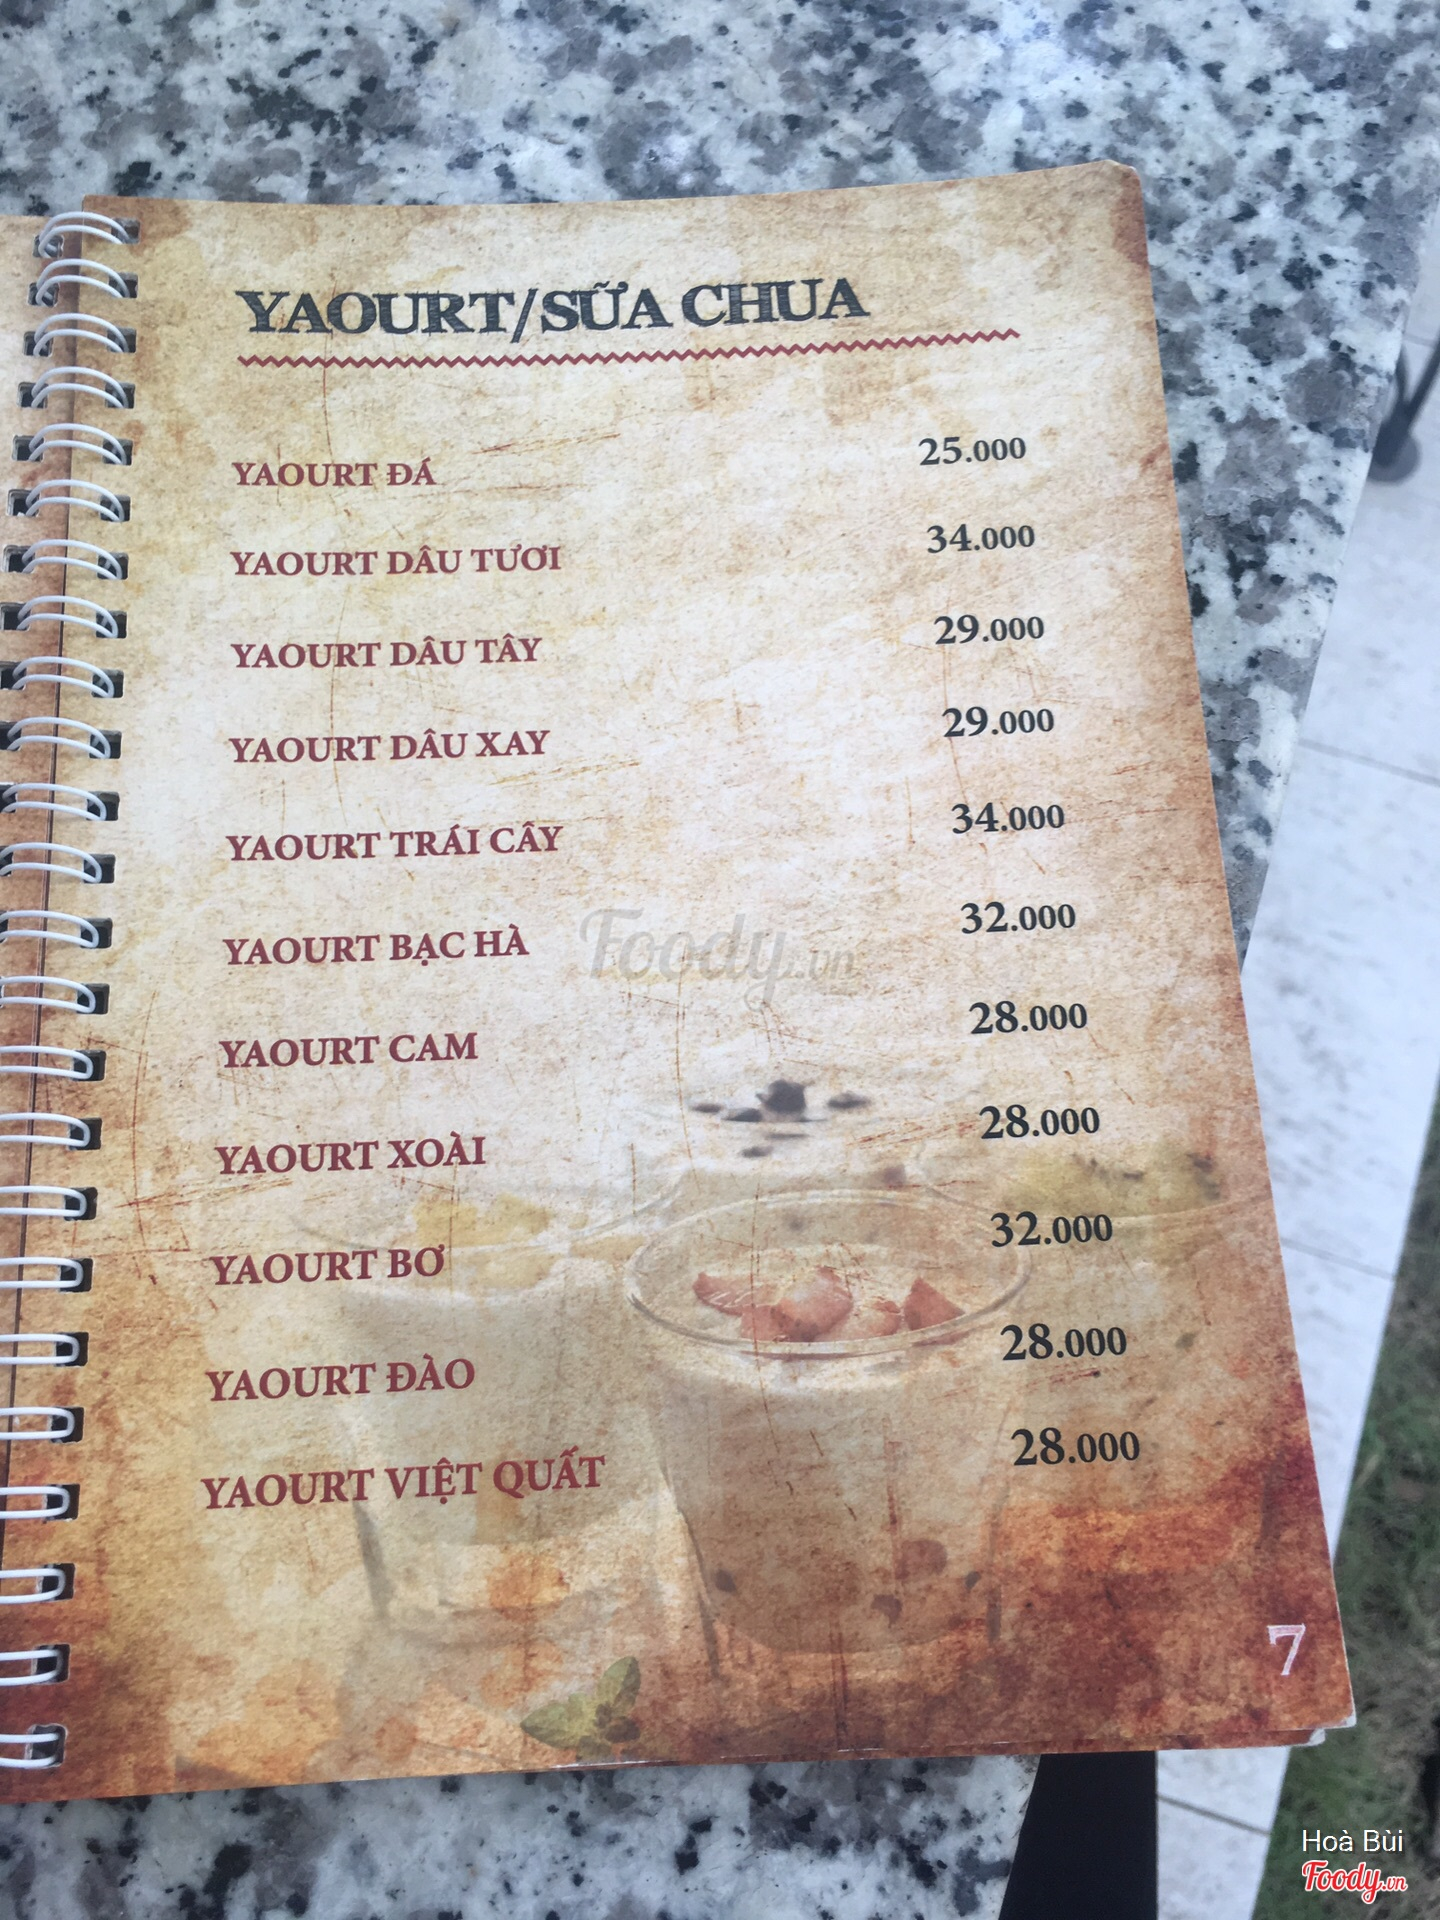 YAOURT/SỮA CHUA
YAOURT ĐÁ 25.000
YAOURT DÂU TƯƠI 34.000
YAOURT DÂU TÂY 29.000
YAOURT DÂU XAY 29.000
YAOURT TRÁI CÂY 34.000
YAOURT BẠC HÀ 32.000
Foody.vn
YAOURT CAM 28.000
YAOURT XOÀI 28.000
YAOURT BƠ 32.000
YAOURT ĐÀO 28.000
YAOURT VIỆT QUẤT 28.000
7
Hoà Bùi
Foody.vn